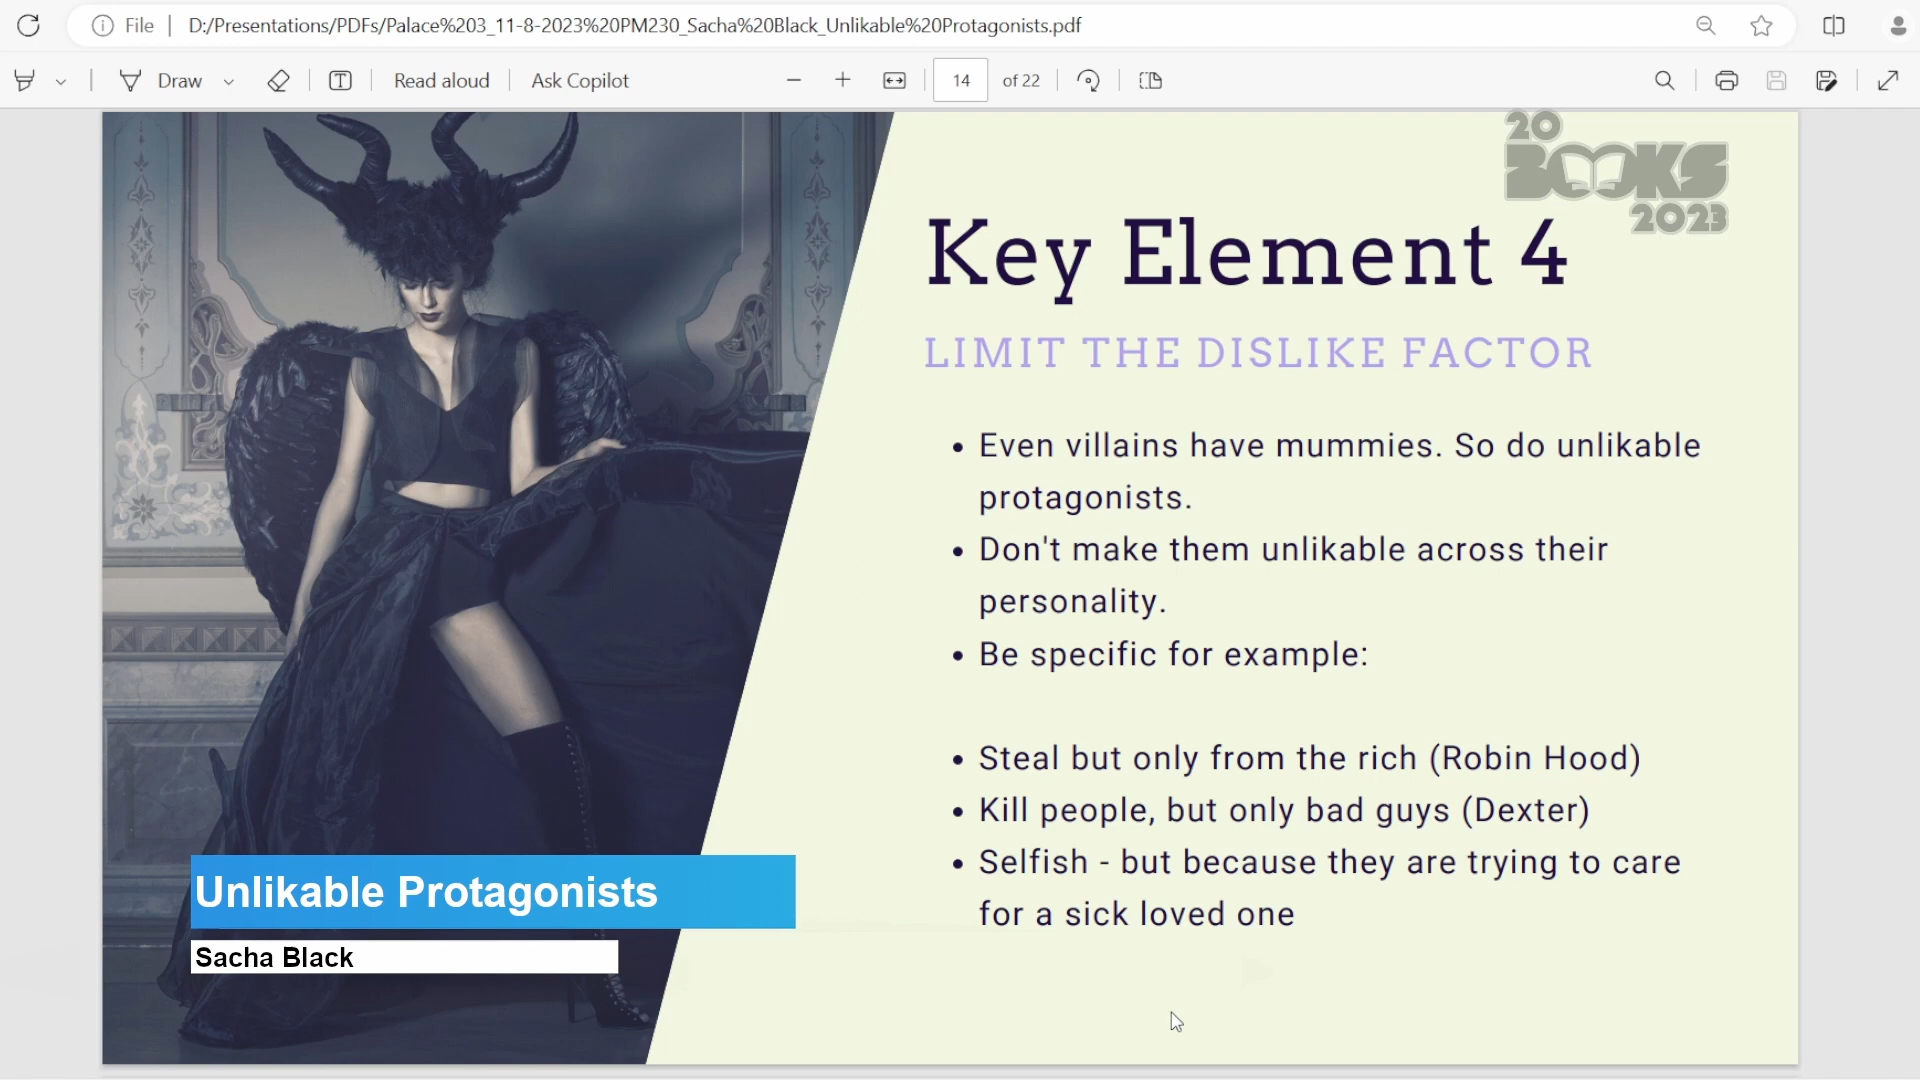 File
D:/Presentations/PDFs/Palace%203_11-8-2023%20PM230_Sacha%20Black_Unlikable%20Protagonists.pdf
Draw
Read aloud
Ask Copilot
14
of 22
20
BOOKS
2023
Key Element 4
LIMIT THE DISLIKE FACTOR
• Even villains have mummies. So do unlikable
protagonists.
• Don't make them unlikable across their
personality.
• Be specific for example:
• Steal but only from the rich (Robin Hood)
• Kill people, but only bad guys (Dexter)
• Selfish - but because they are trying to care
for a sick loved one
Unlikable Protagonists
Sacha Black